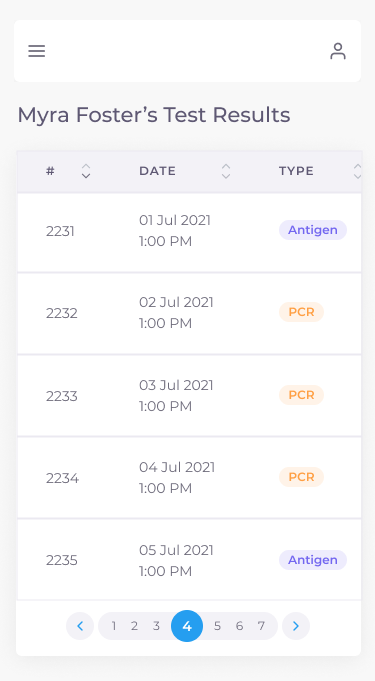 Myra Foster’s Test Results
# DATE TYPE
2231 01 Jul 2021 1:00 PM Antigen
2232 02 Jul 2021 1:00 PM PCR
2233 03 Jul 2021 1:00 PM PCR
2234 04 Jul 2021 1:00 PM PCR
2235 05 Jul 2021 1:00 PM Antigen
1 2 3 4 5 6 7